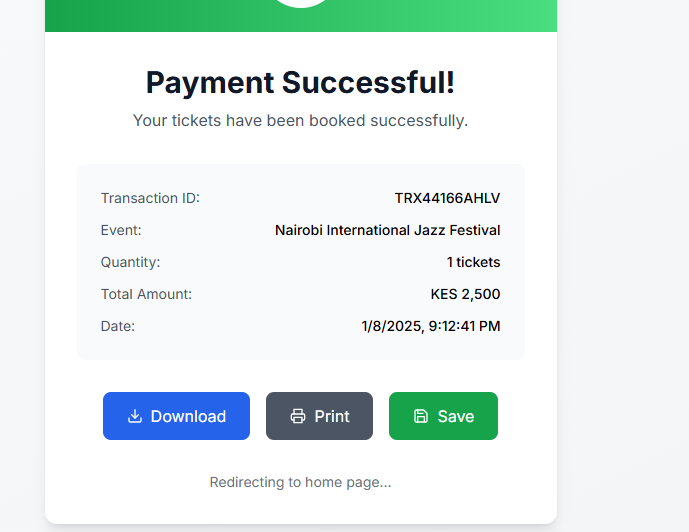 Payment Successful!
Your tickets have been booked successfully.
Transaction ID: TRX44166AHLV
Event: Nairobi International Jazz Festival
Quantity: 1 tickets
Total Amount: KES 2,500
Date: 1/8/2025, 9:12:41 PM
Download Print Save
Redirecting to home page...